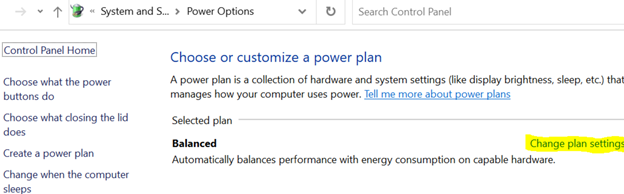 « System and S... > Power Options
Search Control Panel
Control Panel Home
Choose what the power
buttons do
Choose what closing the lid
does
Create a power plan
Change when the computer
sleeps
Choose or customize a power plan
A power plan is a collection of hardware and system settings (like display brightness, sleep, etc.) that
manages how your computer uses power. Tell me more about power plans
Selected plan
Balanced
Change plan settings
Automatically balances performance with energy consumption on capable hardware.